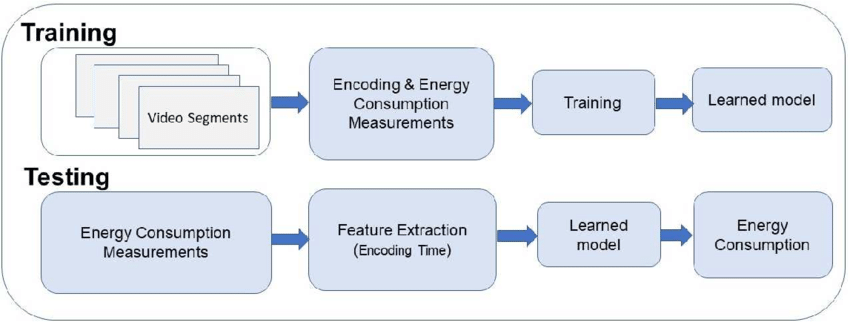 Training
Video Segments
Encoding & Energy
Consumption
Measurements
Training
Learned model
Testing
Energy Consumption
Measurements
Feature Extraction
(Encoding Time)
Learned
model
Energy
Consumption